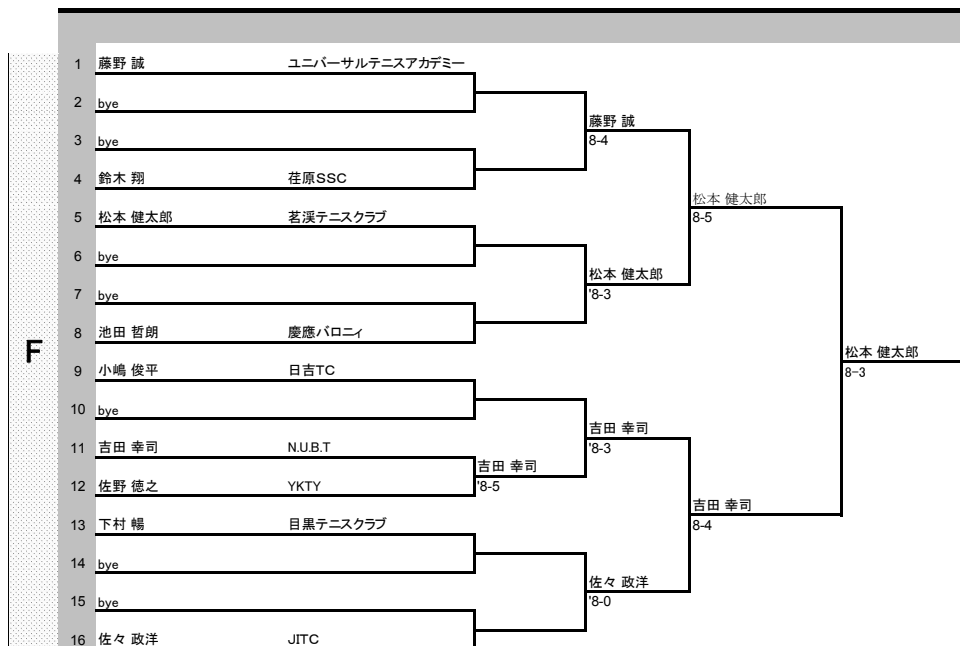 1 藤野 誠 ユニバーサルテニスアカデミー
2 bye
藤野 誠
3 bye
8-4
4 鈴木 翔 荏原SSC
松本 健太郎
5 松本 健太郎 茗渓テニスクラブ
8-5
6 bye
松本 健太郎
7 bye
'8-3
8 池田 哲朗 慶應バロニィ
F
松本 健太郎
9 小嶋 俊平 日吉TC
8-3
10 bye
吉田 幸司
11 吉田 幸司 N.U.B.T
'8-3
吉田 幸司
12 佐野 徳之 YKTY
'8-5
吉田 幸司
13 下村 暢 目黒テニスクラブ
8-4
14 bye
佐々 政洋
15 bye
'8-0
16 佐々 政洋 JITC